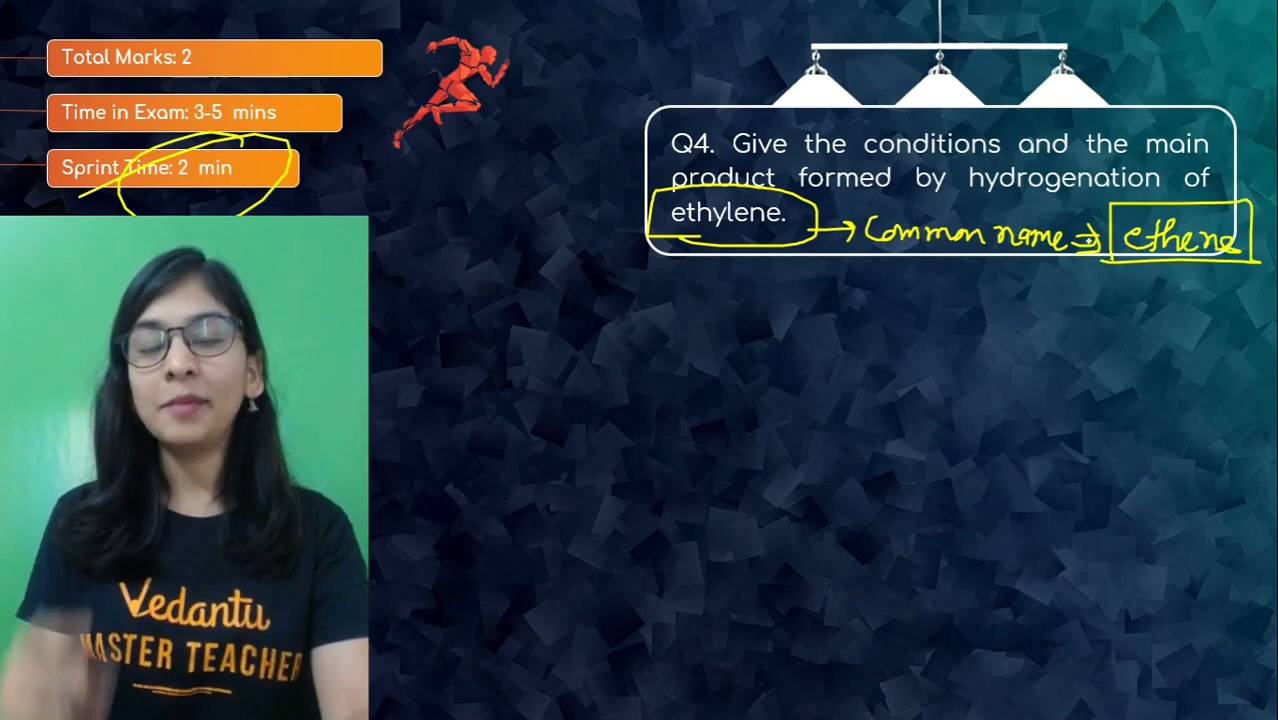 Total Marks: 2
Time in Exam: 3-5 mins
Sprint Time: 2 min
Q4. Give the conditions and the main
product formed by hydrogenation of
ethylene.
→ Common name ⇒ ethene
Vedantu
MASTER TEACHER